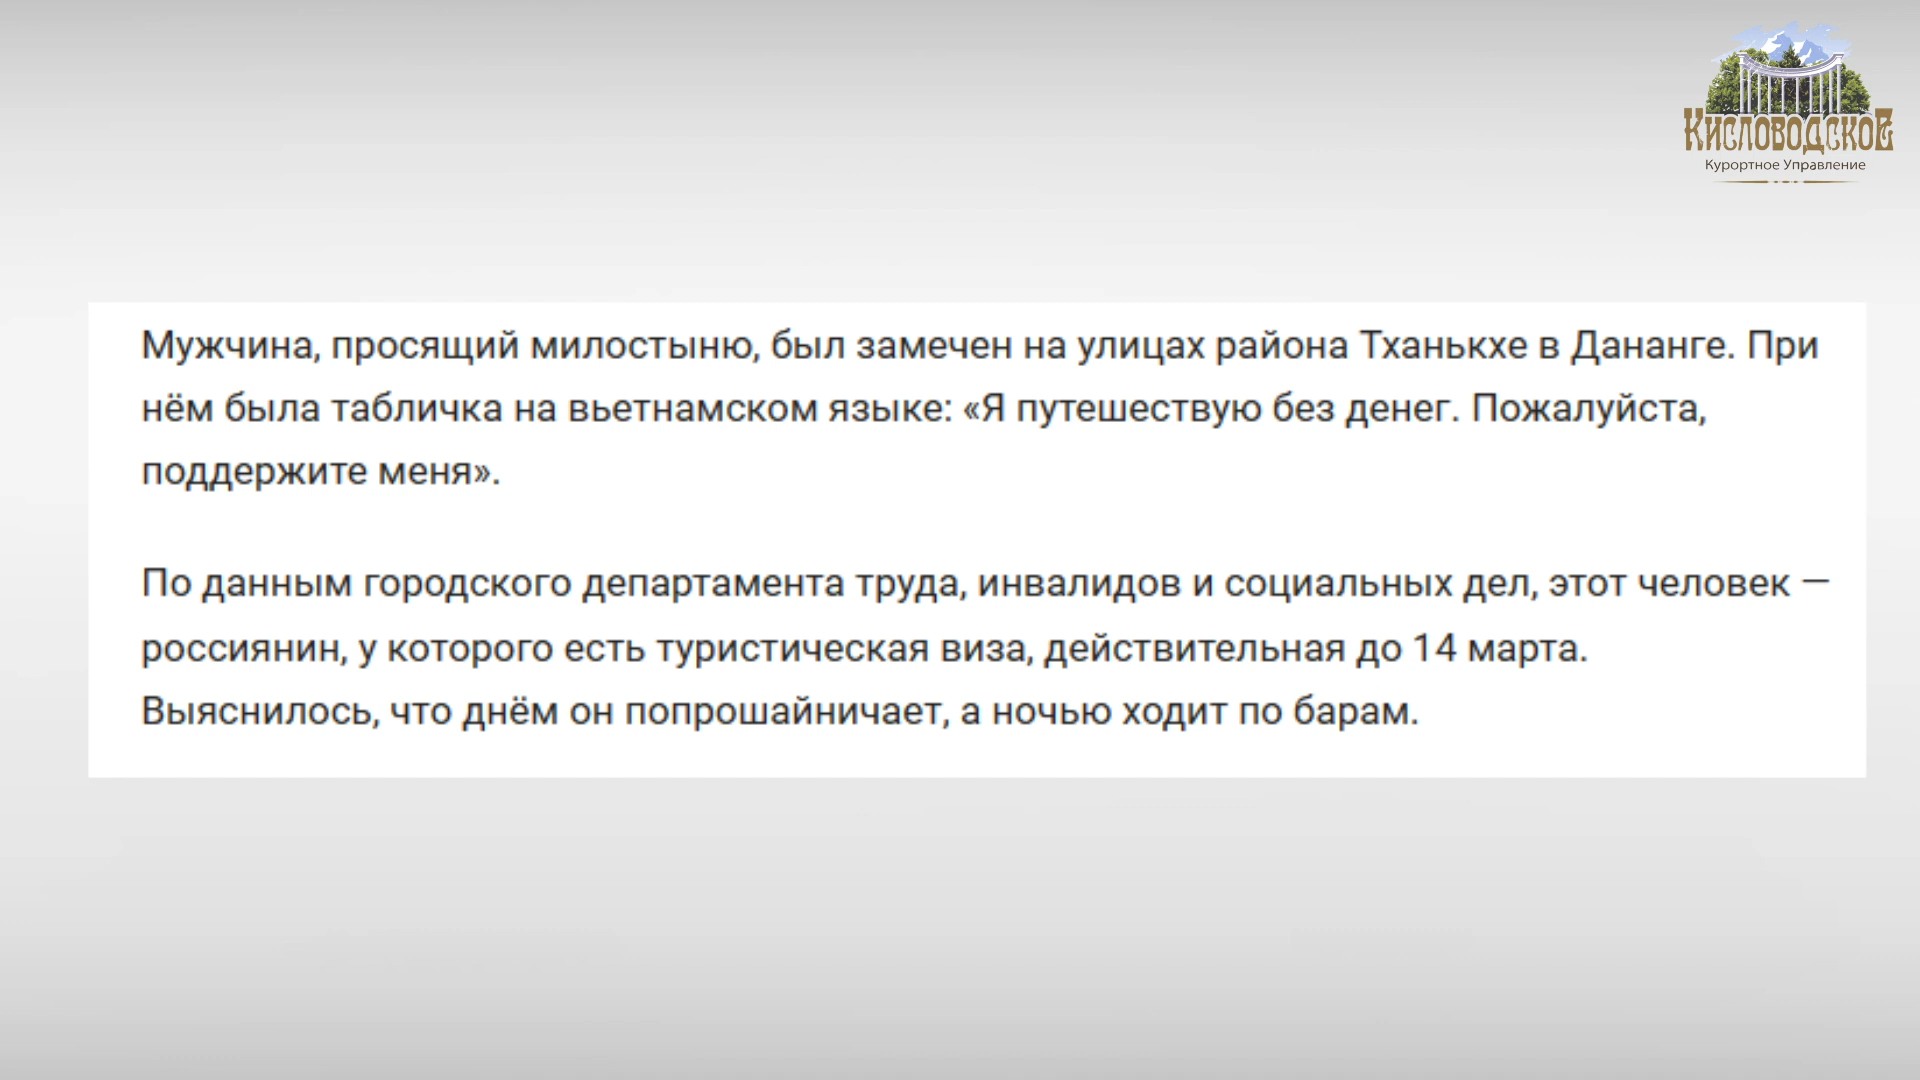 КИСЛОВОДСКОЕ
Курортное Управление
Мужчина, просящий милостыню, был замечен на улицах района Тханькхе в Дананге. При
нём была табличка на вьетнамском языке: «Я путешествую без денег. Пожалуйста,
поддержите меня».
По данным городского департамента труда, инвалидов и социальных дел, этот человек —
россиянин, у которого есть туристическая виза, действительная до 14 марта.
Выяснилось, что днём он попрошайничает, а ночью ходит по барам.